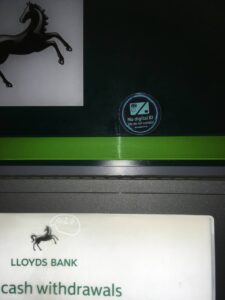 No digital ID
LLOYDS BANK
cash withdrawals